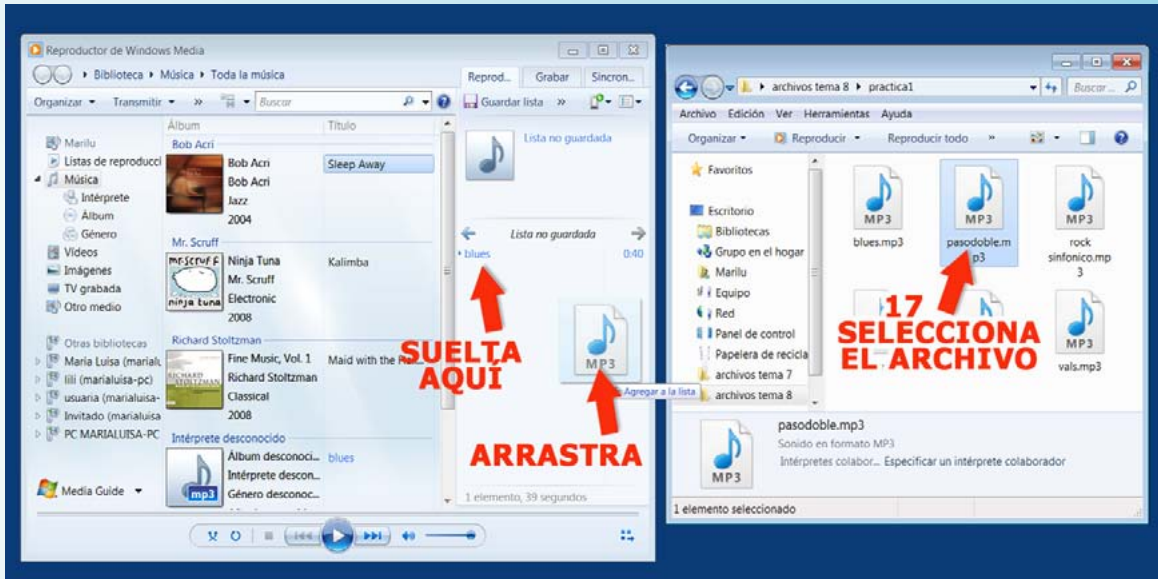 Reproductor de Windows Media
Biblioteca Música Toda la música
Reprod... Grabar Sincron...
Organizar Transmitir » Buscar
Guardar lista »
Álbum Título
Marilu
Listas de reproducci
Música
Intérprete
Álbum
Género
Vídeos
Imágenes
TV grabada
Otro medio
Otras bibliotecas
María Luisa (marialu
lili (marialuisa-pc)
usuaria (marialuisa-
Invitado (marialuisa
PC MARIALUISA-PC
Media Guide
Bob Acri
Bob Acri Sleep Away
Bob Acri
Jazz
2004
Mr. Scruff
mr.scruff
ninja tuna
Ninja Tuna Kalimba
Mr. Scruff
Electronic
2008
Richard Stoltzman
RICHARD
STOLTZMAN
Fine Music, Vol. 1 Maid with the
Richard Stoltzman
Classical
2008
Intérprete desconocido
mp3
Álbum desconoci... blues
Intérprete descon...
Género desconoc...
Lista no guardada
Lista no guardada
blues 0:40
MP3
Agregar a la lista
1 elemento, 39 segundos
SUELTA
AQUÍ
ARRASTRA
archivos tema 8 practica1
Buscar ...
Archivo Edición Ver Herramientas Ayuda
Organizar Reproducir Reproducir todo »
Favoritos
Escritorio
Bibliotecas
Grupo en el hogar
Marilu
Equipo
Red
Panel de control
Papelera de recicla
archivos tema 7
archivos tema 8
MP3
blues.mp3
MP3
pasodoble.m
p3
MP3
rock
sinfonico.mp
3
MP3
vals.mp3
17
SELECCIONA
EL ARCHIVO
MP3
pasodoble.mp3
Sonido en formato MP3
Intérpretes colabor... Especificar un intérprete colaborador
1 elemento seleccionado